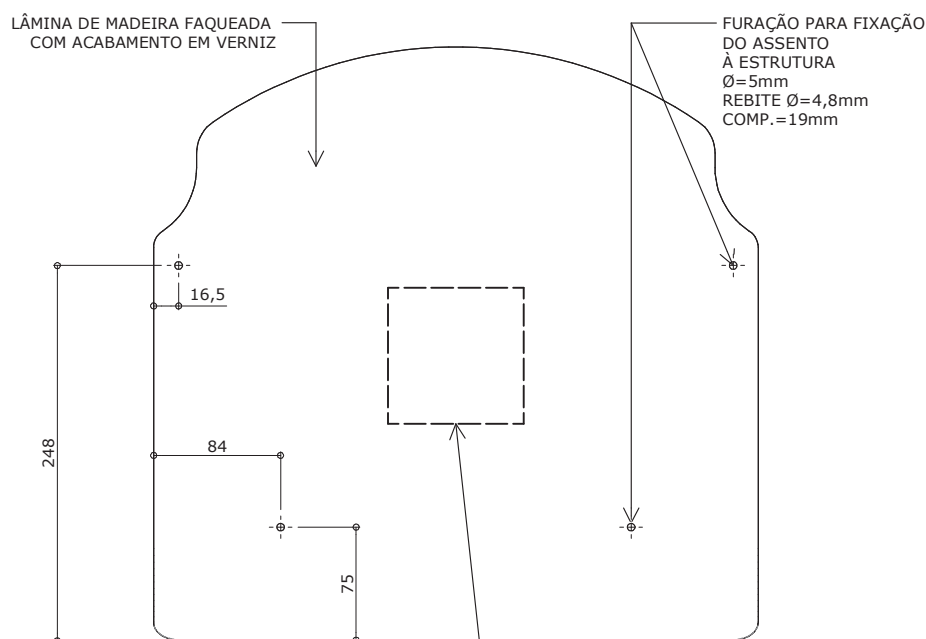 LÂMINA DE MADEIRA FAQUEADA
COM ACABAMENTO EM VERNIZ
FURAÇÃO PARA FIXAÇÃO
DO ASSENTO
À ESTRUTURA
Ø=5mm
REBITE Ø=4,8mm
COMP.=19mm
16,5
248
84
75